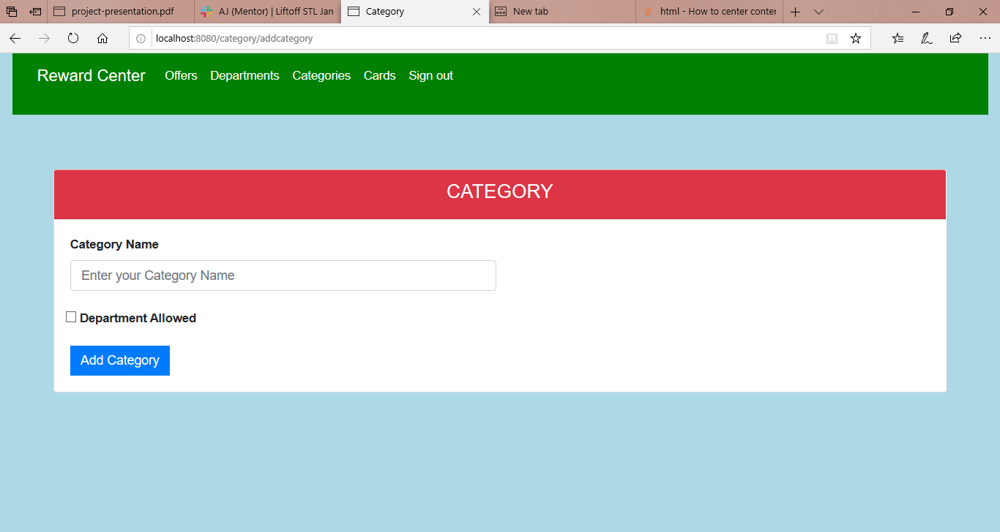 project-presentation.pdf AJ (Mentor) | Liftoff STL Jan Category New tab html - How to center conter
localhost:8080/category/addcategory
Reward Center Offers Departments Categories Cards Sign out
CATEGORY
Category Name
Enter your Category Name
Department Allowed
Add Category